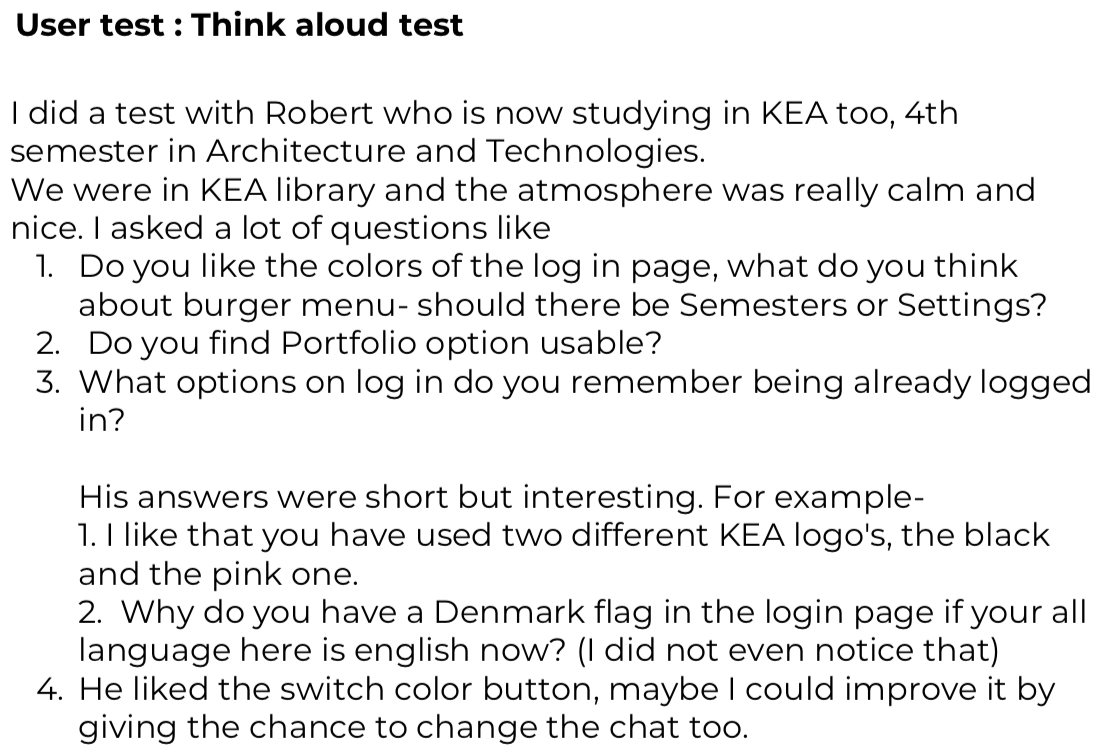 User test : Think aloud test
I did a test with Robert who is now studying in KEA too, 4th
semester in Architecture and Technologies.
We were in KEA library and the atmosphere was really calm and
nice. I asked a lot of questions like
1. Do you like the colors of the log in page, what do you think
about burger menu- should there be Semesters or Settings?
2. Do you find Portfolio option usable?
3. What options on log in do you remember being already logged
in?
His answers were short but interesting. For example-
1. I like that you have used two different KEA logo's, the black
and the pink one.
2. Why do you have a Denmark flag in the login page if your all
language here is english now? (I did not even notice that)
4. He liked the switch color button, maybe I could improve it by
giving the chance to change the chat too.